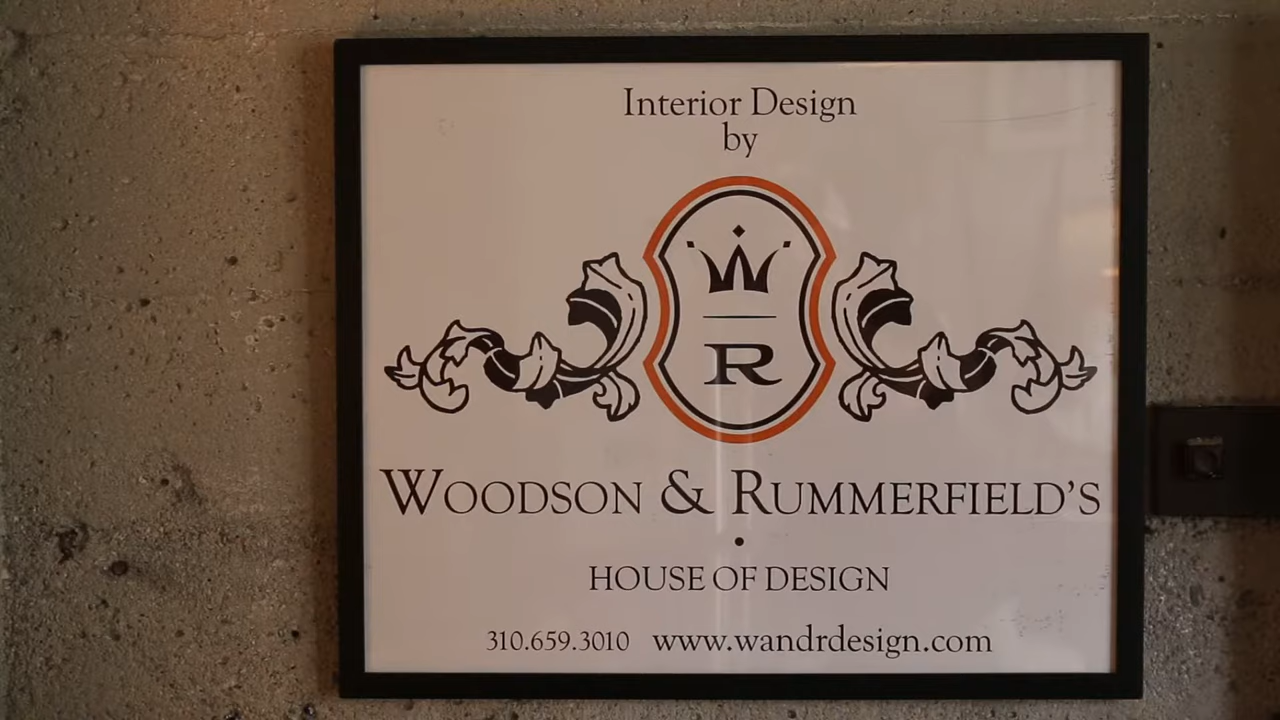 Interior Design
by
W
R
WOODSON & RUMMERFIELD'S
•
HOUSE OF DESIGN
310.659.3010 www.wandrdesign.com